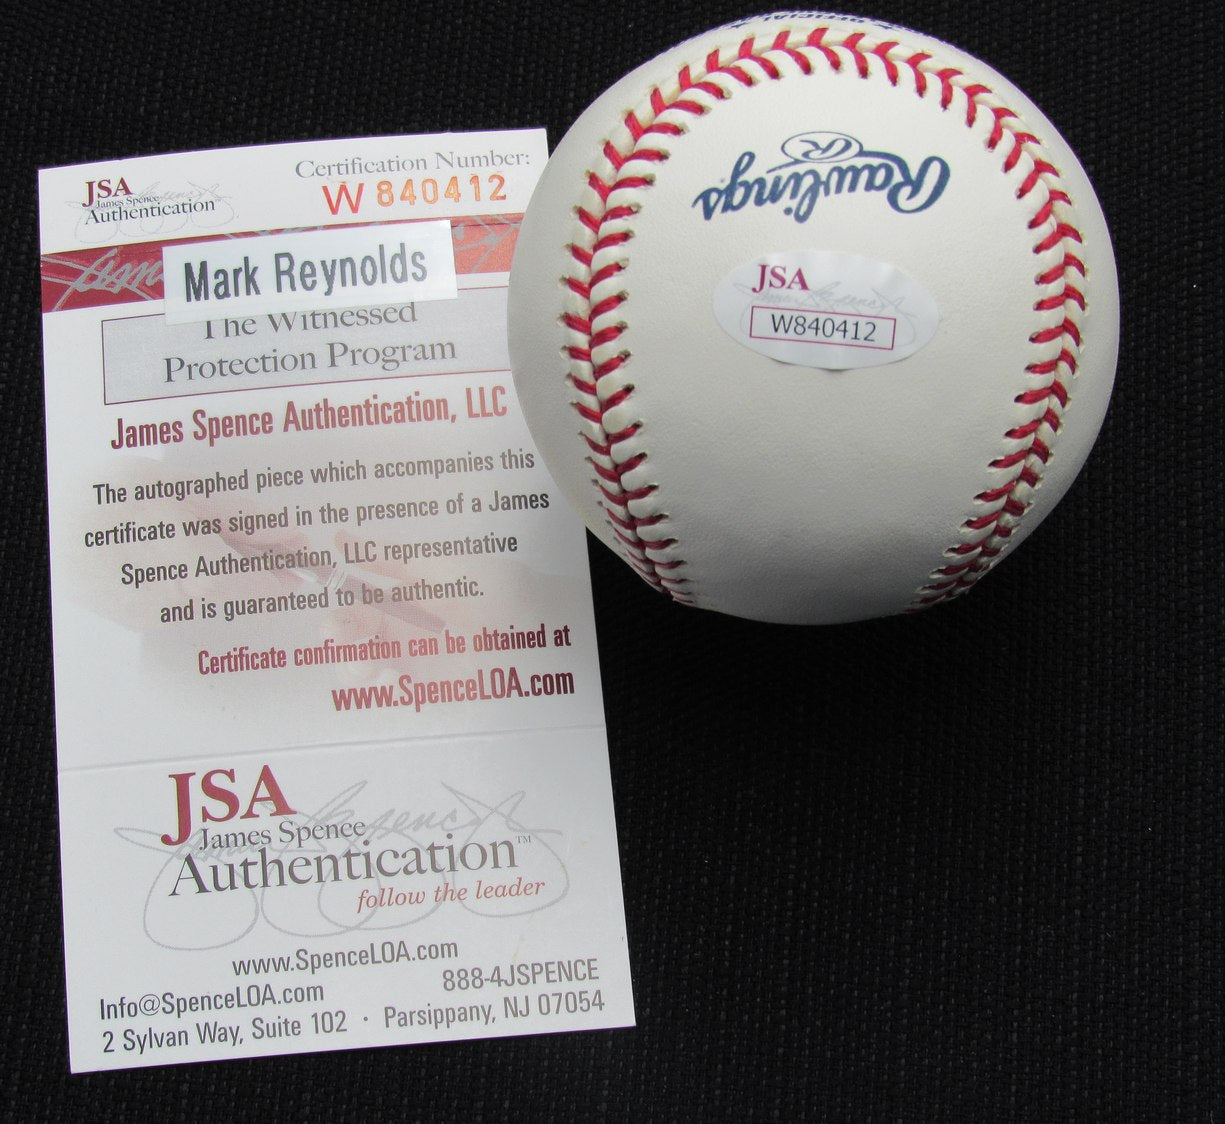 JSA
James Spence
Authentication
Certification Number:
W 840412
Mark Reynolds
The Witnessed
Protection Program
James Spence Authentication, LLC
The autographed piece which accompanies this
certificate was signed in the presence of a James
Spence Authentication, LLC representative
and is guaranteed to be authentic.
Certificate confirmation can be obtained at
www.SpenceLOA.com
JSA
James Spence
Authentication™
follow the leader
www.SpenceLOA.com
Info@SpenceLOA.com
888-4JSPENCE
2 Sylvan Way, Suite 102 · Parsippany, NJ 07054
OFFICIAL
Rawlings
R
JSA
W840412